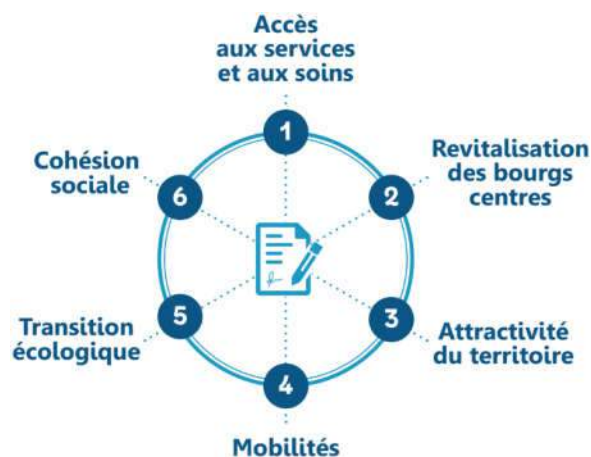 Accès
aux services
et aux soins
1
Revitalisation
des bourgs
centres
2
Attractivité
du territoire
3
Mobilités
4
Transition
écologique
5
Cohésion
sociale
6